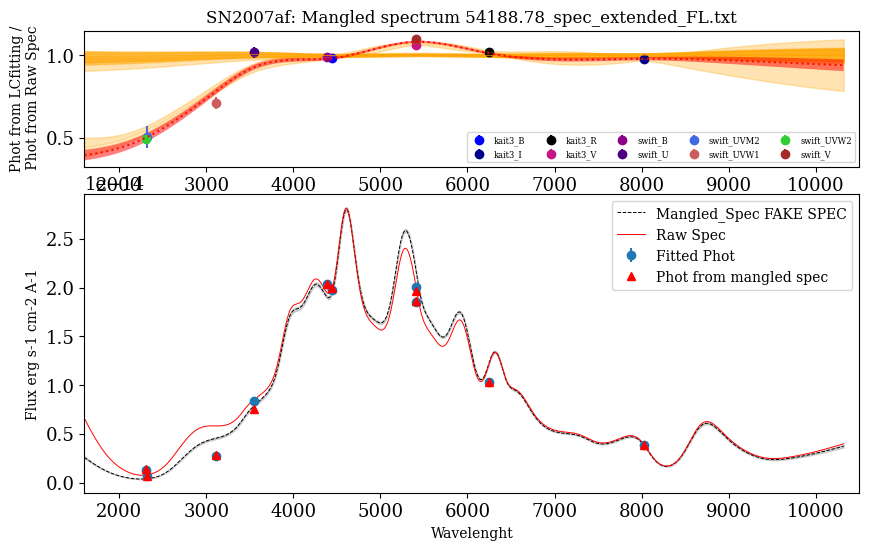 SN2007af: Mangled spectrum 54188.78_spec_extended_FL.txt
Phot from LCfitting /
Phot from Raw Spec
1.0
0.5
kait3_B kait3_R swift_B swift_UVM2 swift_UVW2
kait3_I kait3_V swift_U swift_UVW1 swift_V
2000 3000 4000 5000 6000 7000 8000 9000 10000
1e−14
Flux erg s-1 cm-2 A-1
2.5
2.0
1.5
1.0
0.5
0.0
Mangled_Spec FAKE SPEC
Raw Spec
Fitted Phot
Phot from mangled spec
2000 3000 4000 5000 6000 7000 8000 9000 10000
Wavelenght